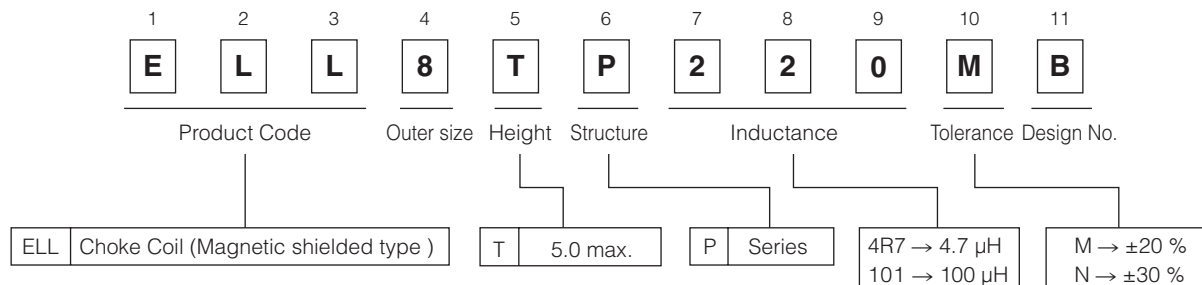 1 2 3 4 5 6 7 8 9 10 11
E L L 8 T P 2 2 0 M B
Product Code Outer size Height Structure Inductance Tolerance Design No.
ELL Choke Coil (Magnetic shielded type ) T 5.0 max. P Series 4R7 → 4.7 µH M → ±20 %
101 → 100 µH N → ±30 %